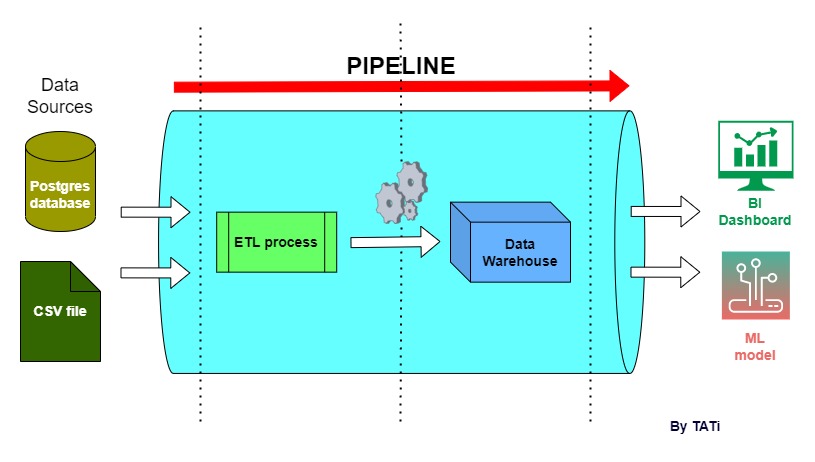 PIPELINE
Data
Sources
Postgres
database
CSV file
ETL process
Data
Warehouse
BI
Dashboard
ML
model
By TATi